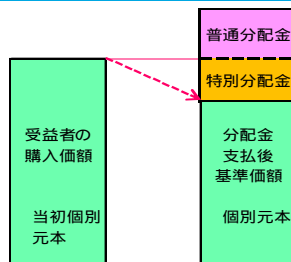 普通分配金
特別分配金
受益者の
購入価額
当初個別
元本
分配金
支払後
基準価額
個別元本